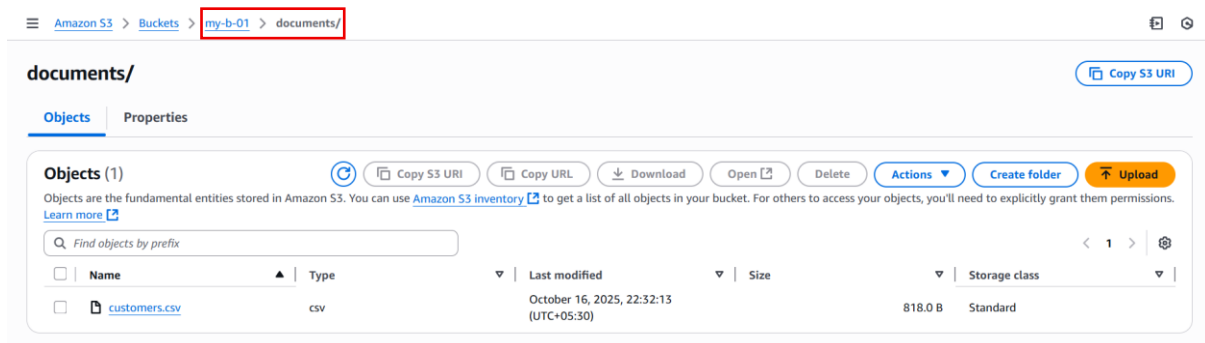 Amazon S3 > Buckets > my-b-01 > documents/
documents/
Copy S3 URI
Objects Properties
Objects (1) Copy S3 URI Copy URL Download Open Delete Actions Create folder Upload
Objects are the fundamental entities stored in Amazon S3. You can use Amazon S3 inventory to get a list of all objects in your bucket. For others to access your objects, you'll need to explicitly grant them permissions.
Learn more
Find objects by prefix < 1 >
Name Type Last modified Size Storage class
customers.csv csv October 16, 2025, 22:32:13 (UTC+05:30) 818.0 B Standard